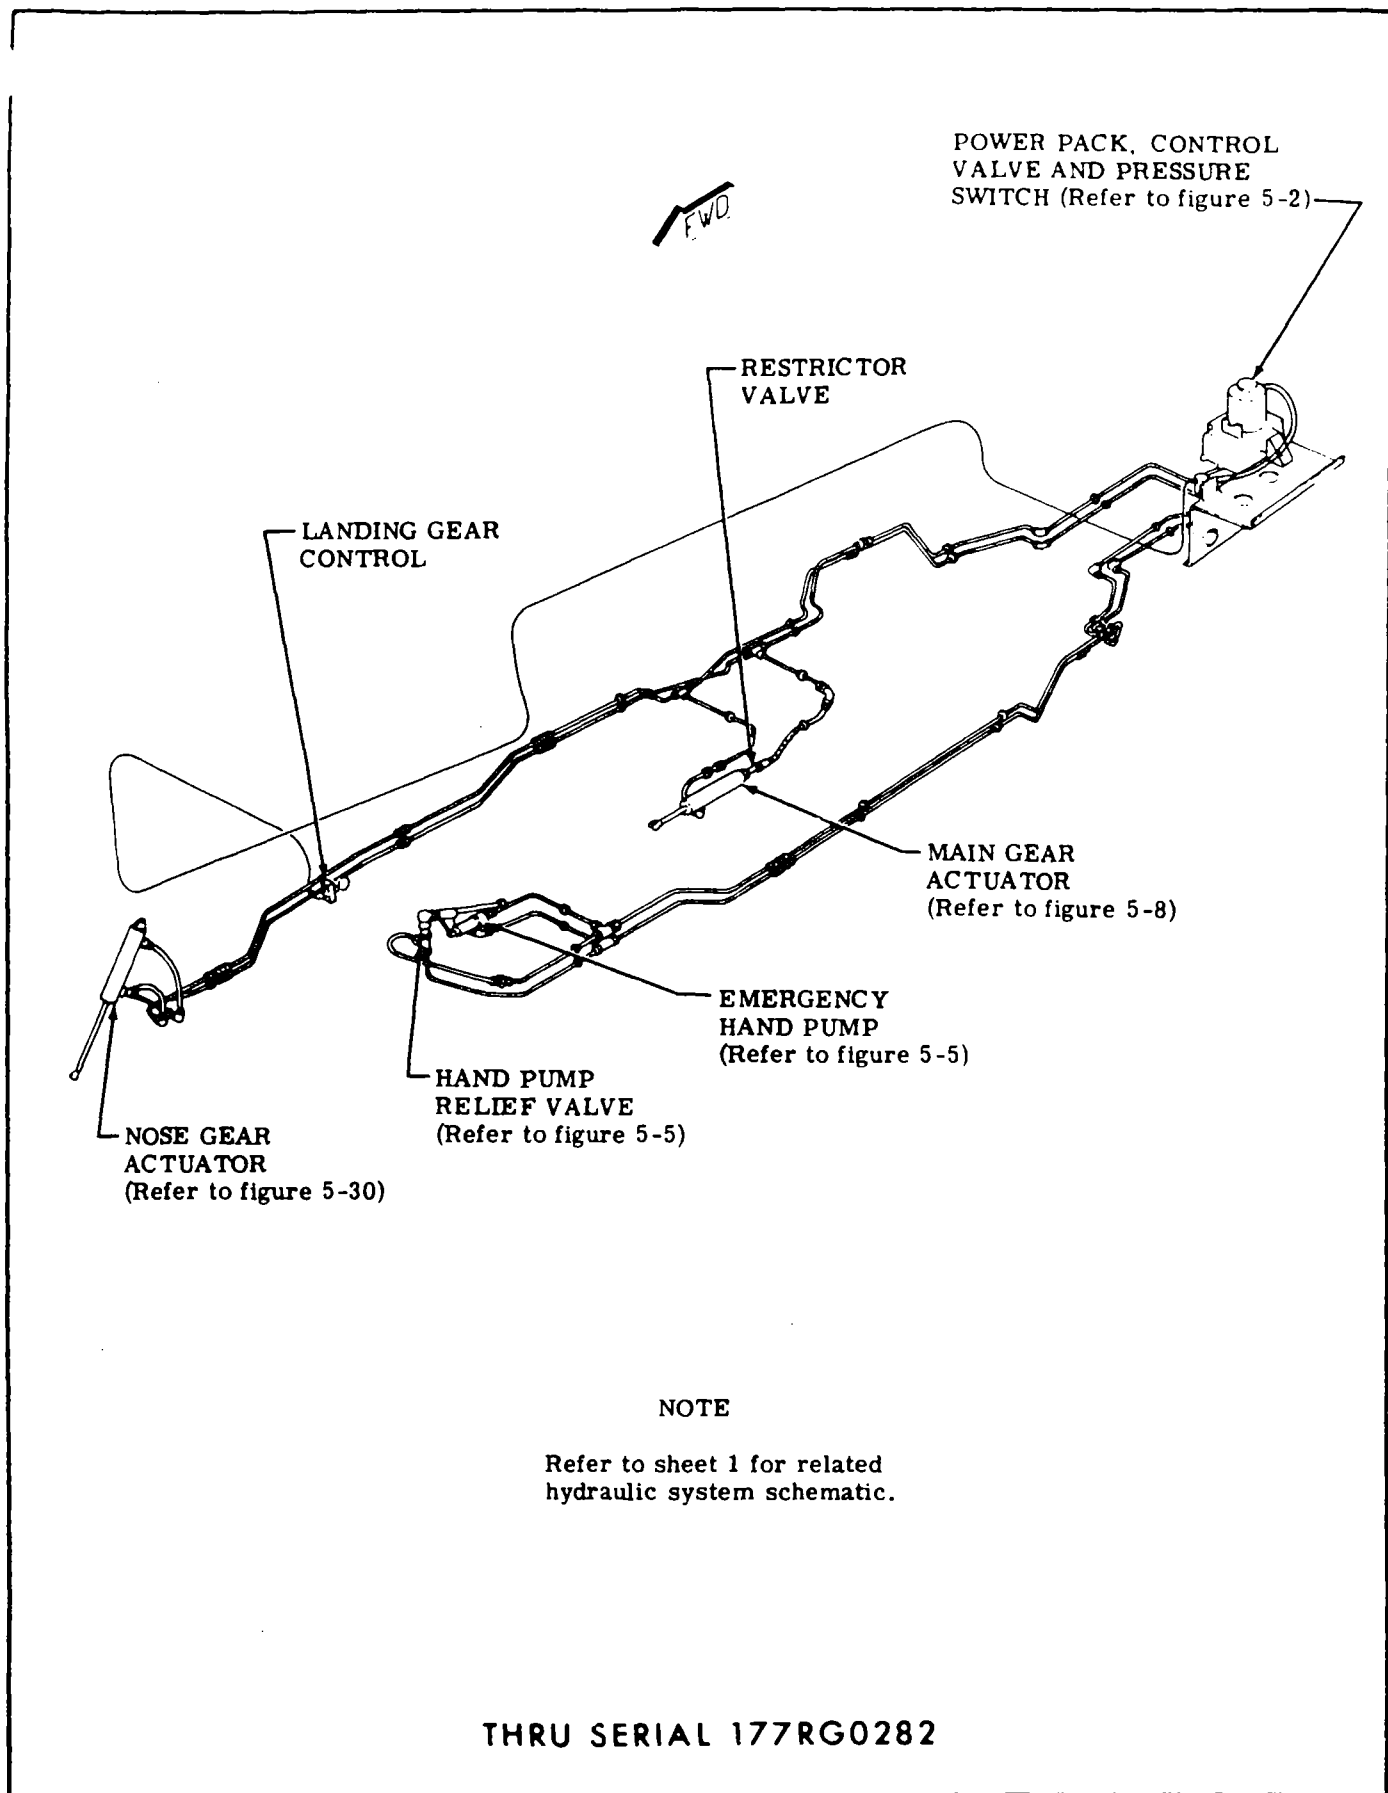 POWER PACK, CONTROL
VALVE AND PRESSURE
SWITCH (Refer to figure 5-2)
FWD
RESTRICTOR
VALVE
LANDING GEAR
CONTROL
MAIN GEAR
ACTUATOR
(Refer to figure 5-8)
EMERGENCY
HAND PUMP
(Refer to figure 5-5)
HAND PUMP
RELIEF VALVE
(Refer to figure 5-5)
NOSE GEAR
ACTUATOR
(Refer to figure 5-30)
NOTE
Refer to sheet 1 for related
hydraulic system schematic.
THRU SERIAL 177RG0282